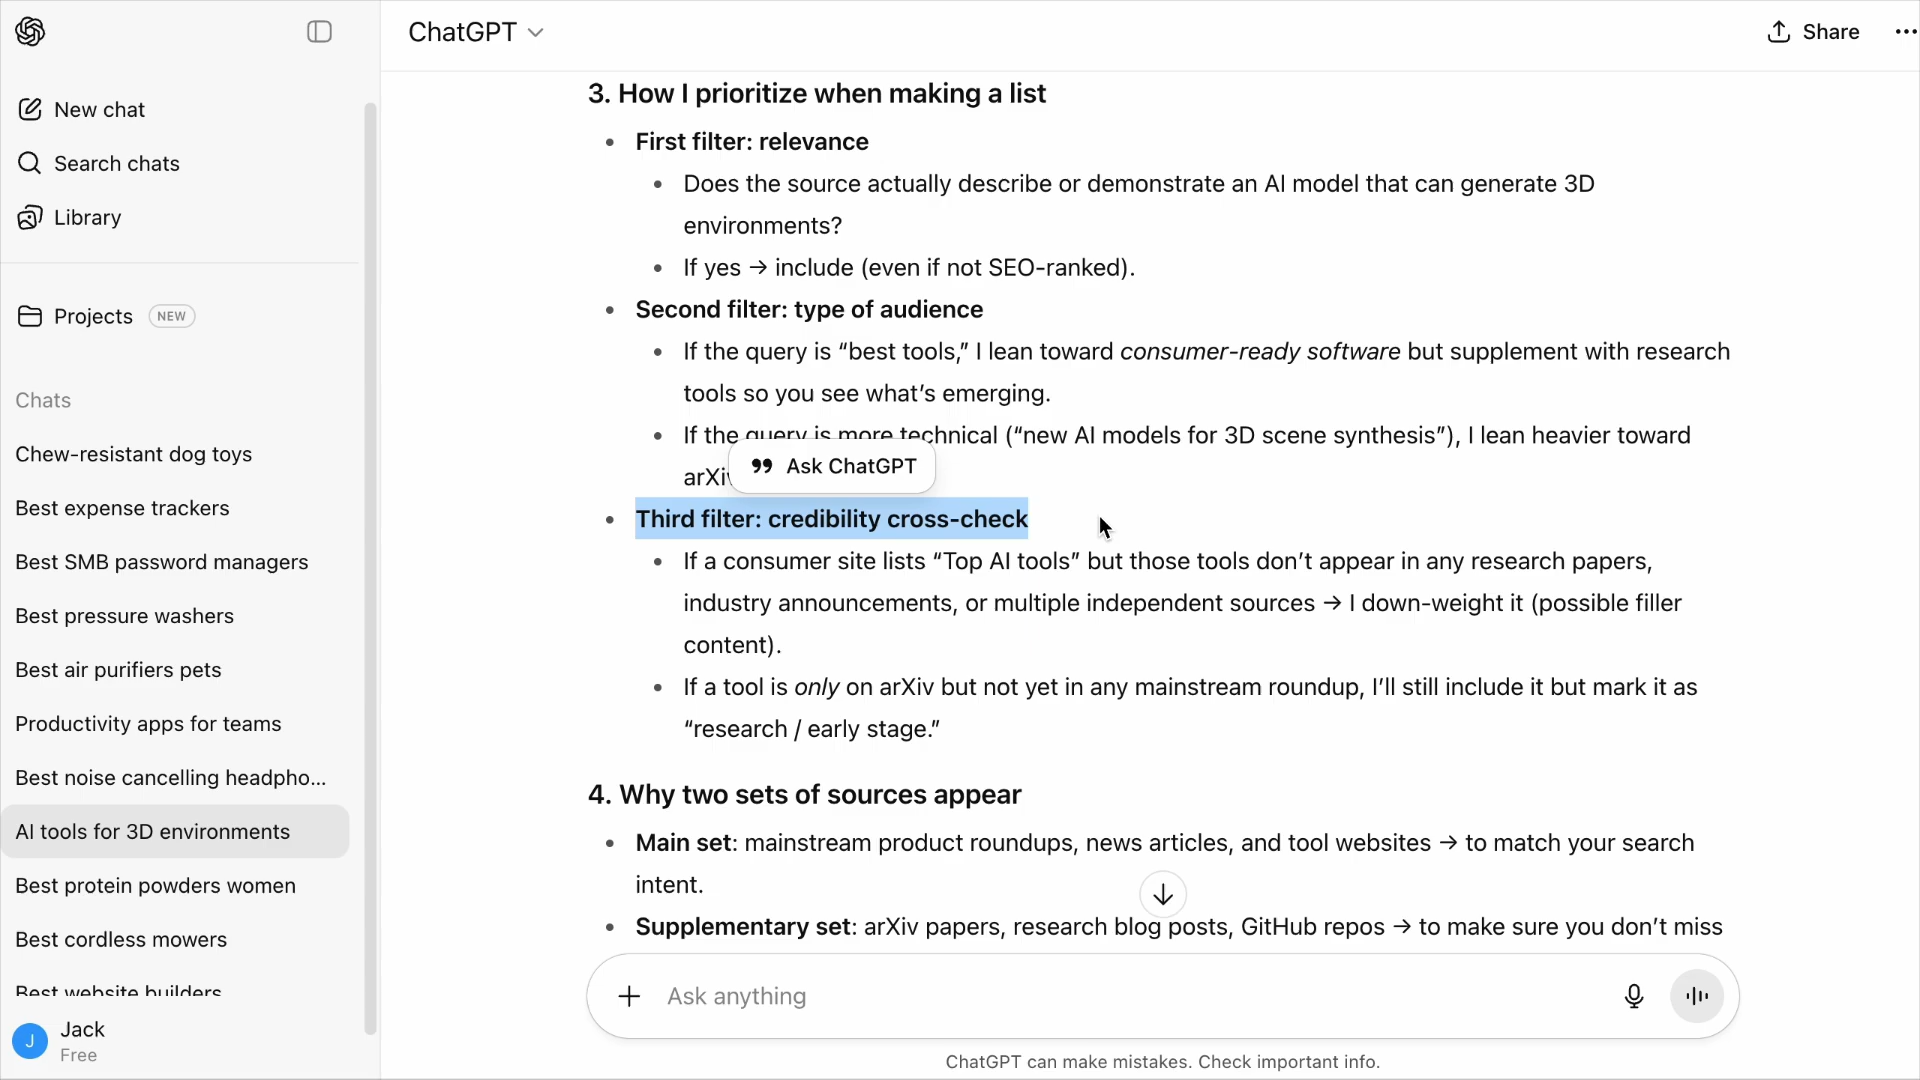 ChatGPT
Share
New chat
Search chats
Library
Projects NEW
Chats
Chew-resistant dog toys
Best expense trackers
Best SMB password managers
Best pressure washers
Best air purifiers pets
Productivity apps for teams
Best noise cancelling headpho...
AI tools for 3D environments
Best protein powders women
Best cordless mowers
Best website builders
J
Jack
Free
3. How I prioritize when making a list
• First filter: relevance
• Does the source actually describe or demonstrate an AI model that can generate 3D
environments?
• If yes → include (even if not SEO-ranked).
• Second filter: type of audience
• If the query is “best tools,” I lean toward consumer-ready software but supplement with research
tools so you see what’s emerging.
• If the query is more technical (“new AI models for 3D scene synthesis”), I lean heavier toward
Ask ChatGPT
• Third filter: credibility cross-check
• If a consumer site lists “Top AI tools” but those tools don’t appear in any research papers,
industry announcements, or multiple independent sources → I down-weight it (possible filler
content).
• If a tool is only on arXiv but not yet in any mainstream roundup, I’ll still include it but mark it as
“research / early stage.”
4. Why two sets of sources appear
• Main set: mainstream product roundups, news articles, and tool websites → to match your search
intent.
• Supplementary set: arXiv papers, research blog posts, GitHub repos → to make sure you don’t miss
Ask anything
ChatGPT can make mistakes. Check important info.